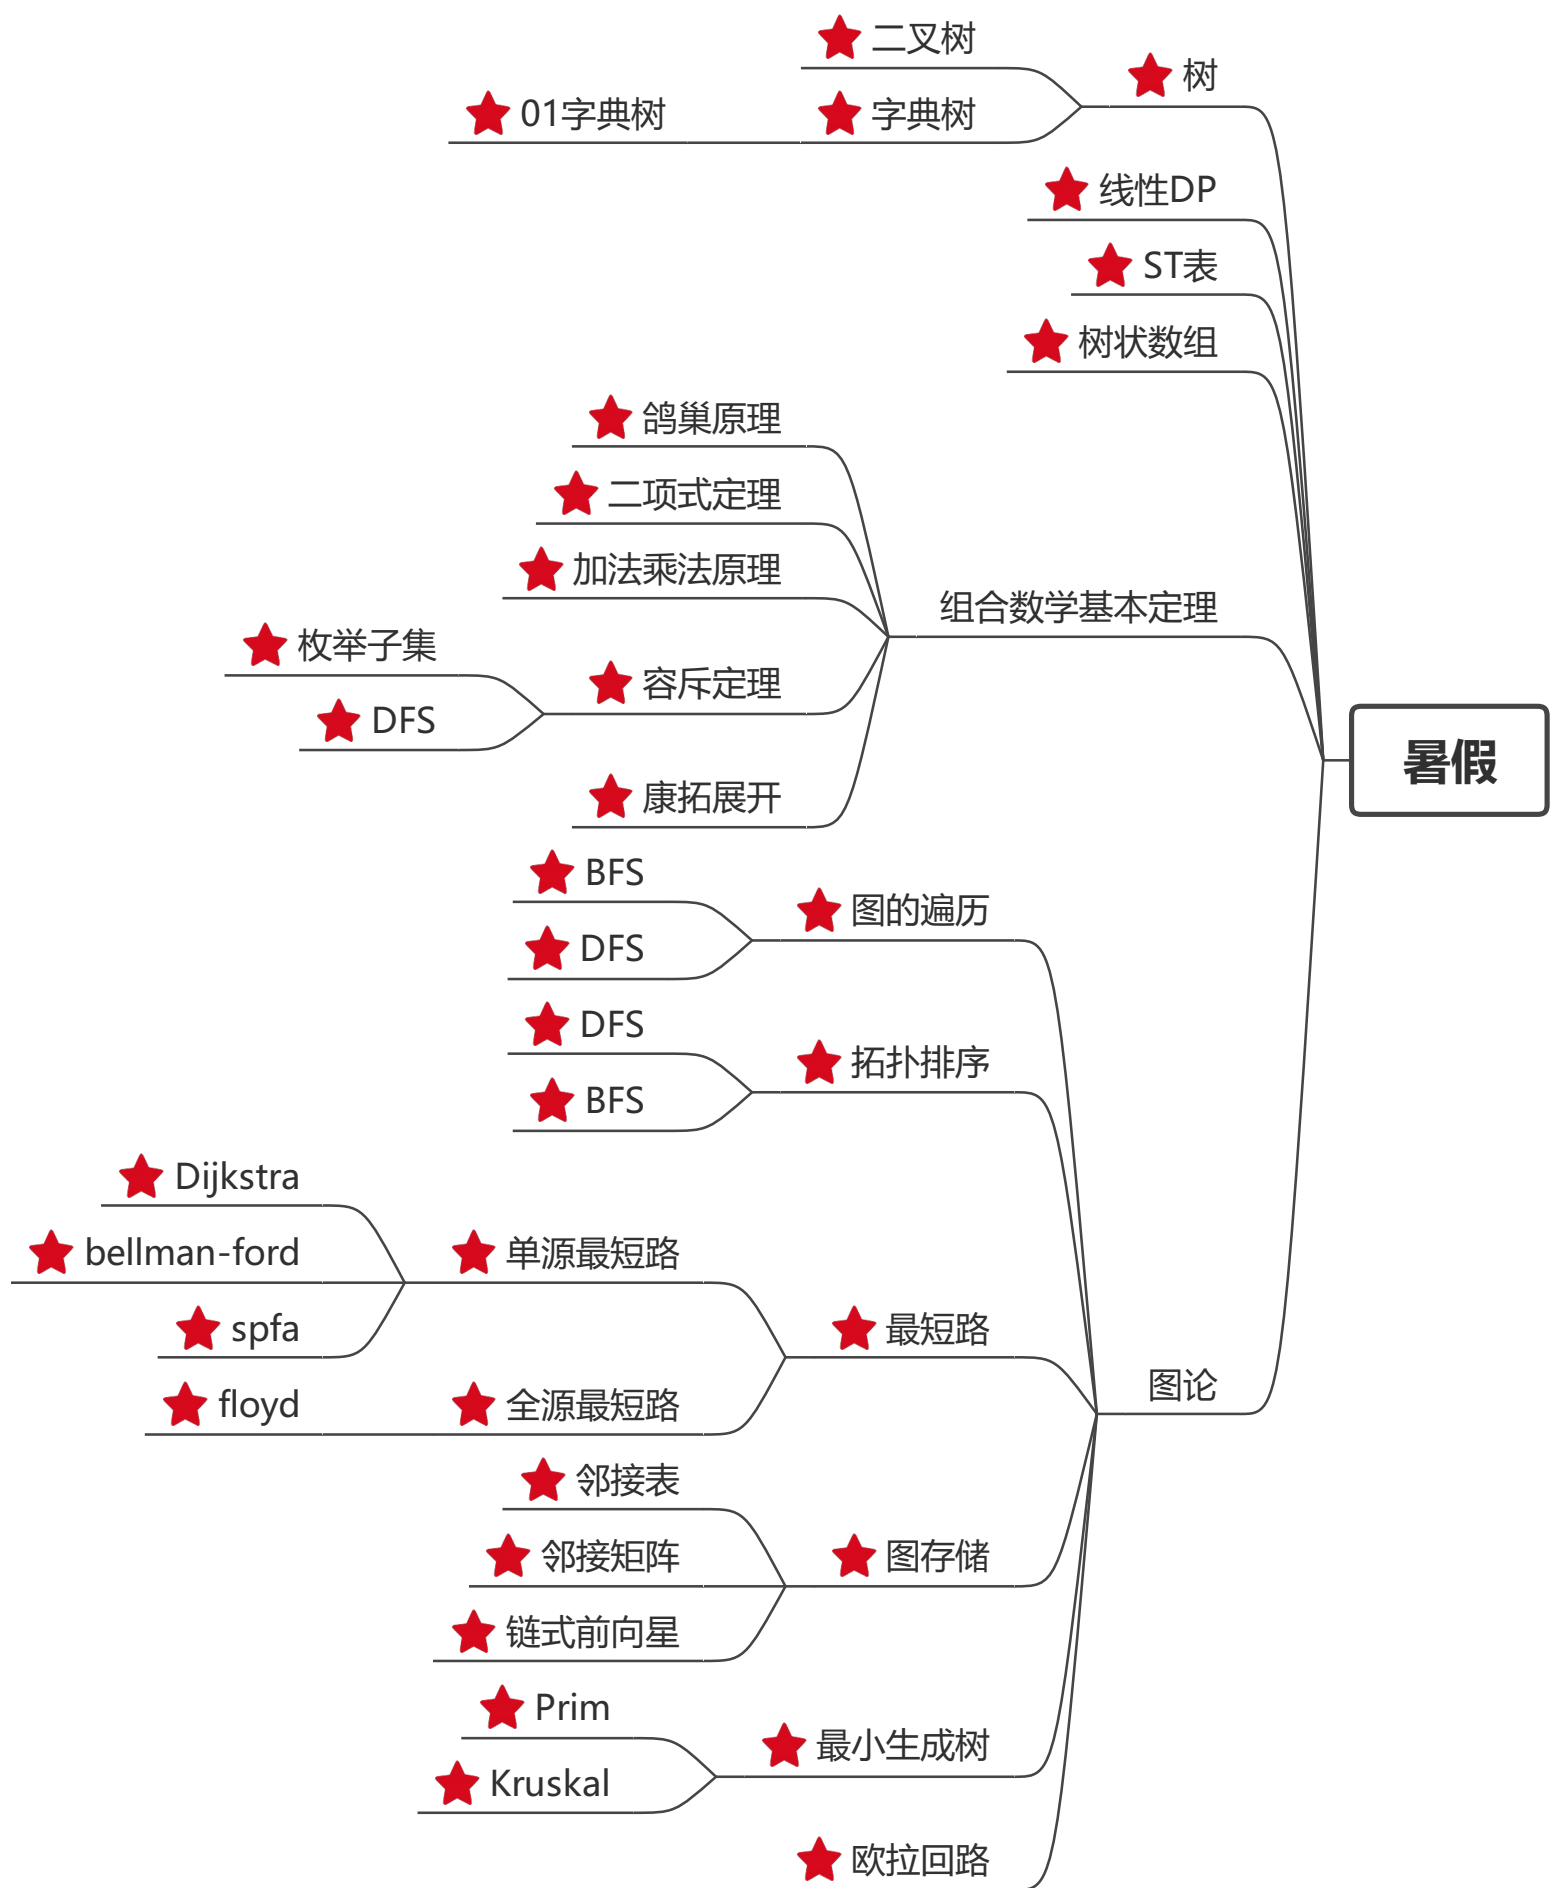 二叉树
树
01字典树
字典树
线性DP
ST表
树状数组
鸽巢原理
二项式定理
加法乘法原理
组合数学基本定理
枚举子集
容斥定理
DFS
暑假
康拓展开
BFS
图的遍历
DFS
DFS
拓扑排序
BFS
Dijkstra
bellman-ford
单源最短路
spfa
最短路
图论
floyd
全源最短路
邻接表
邻接矩阵
图存储
链式前向星
Prim
最小生成树
Kruskal
欧拉回路